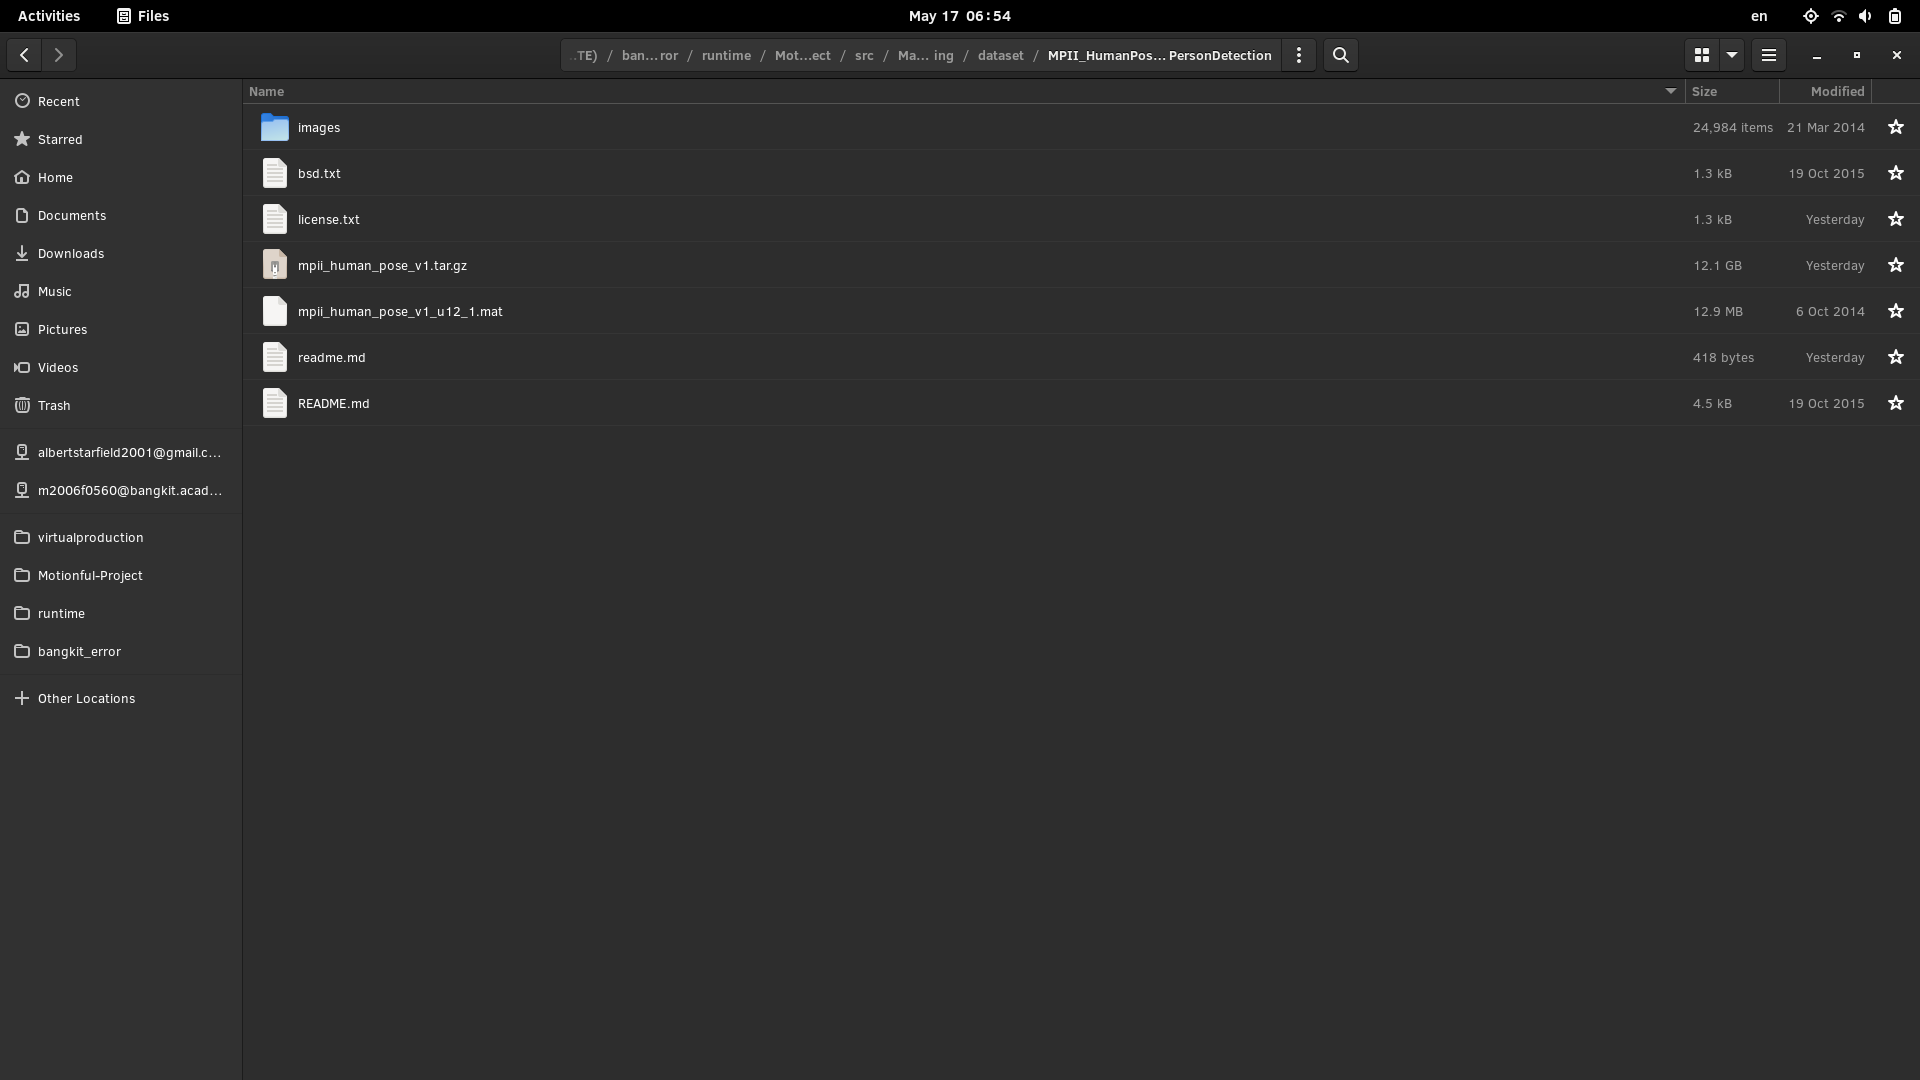 Activities Files May 17 06:54 en
..TE) / ban...ror / runtime / Mot...ect / src / Ma... ing / dataset / MPII_HumanPos... PersonDetection
Name Size Modified
Recent
Starred
Home
Documents
Downloads
Music
Pictures
Videos
Trash
albertstarfield2001@gmail.c...
m2006f0560@bangkit.acad...
virtualproduction
Motionful-Project
runtime
bangkit_error
Other Locations
images 24,984 items 21 Mar 2014
bsd.txt 1.3 kB 19 Oct 2015
license.txt 1.3 kB Yesterday
mpii_human_pose_v1.tar.gz 12.1 GB Yesterday
mpii_human_pose_v1_u12_1.mat 12.9 MB 6 Oct 2014
readme.md 418 bytes Yesterday
README.md 4.5 kB 19 Oct 2015